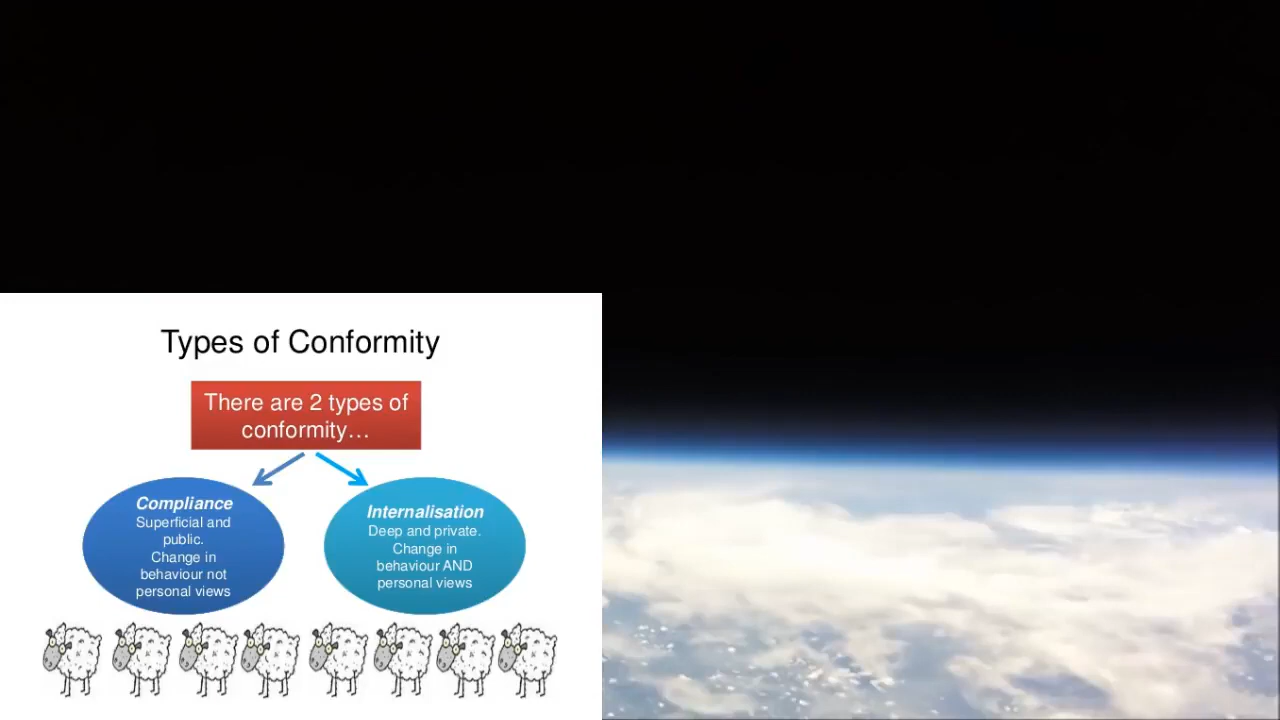 Types of Conformity
There are 2 types of
conformity…
Compliance
Superficial and
public.
Change in
behaviour not
personal views
Internalisation
Deep and private.
Change in
behaviour AND
personal views